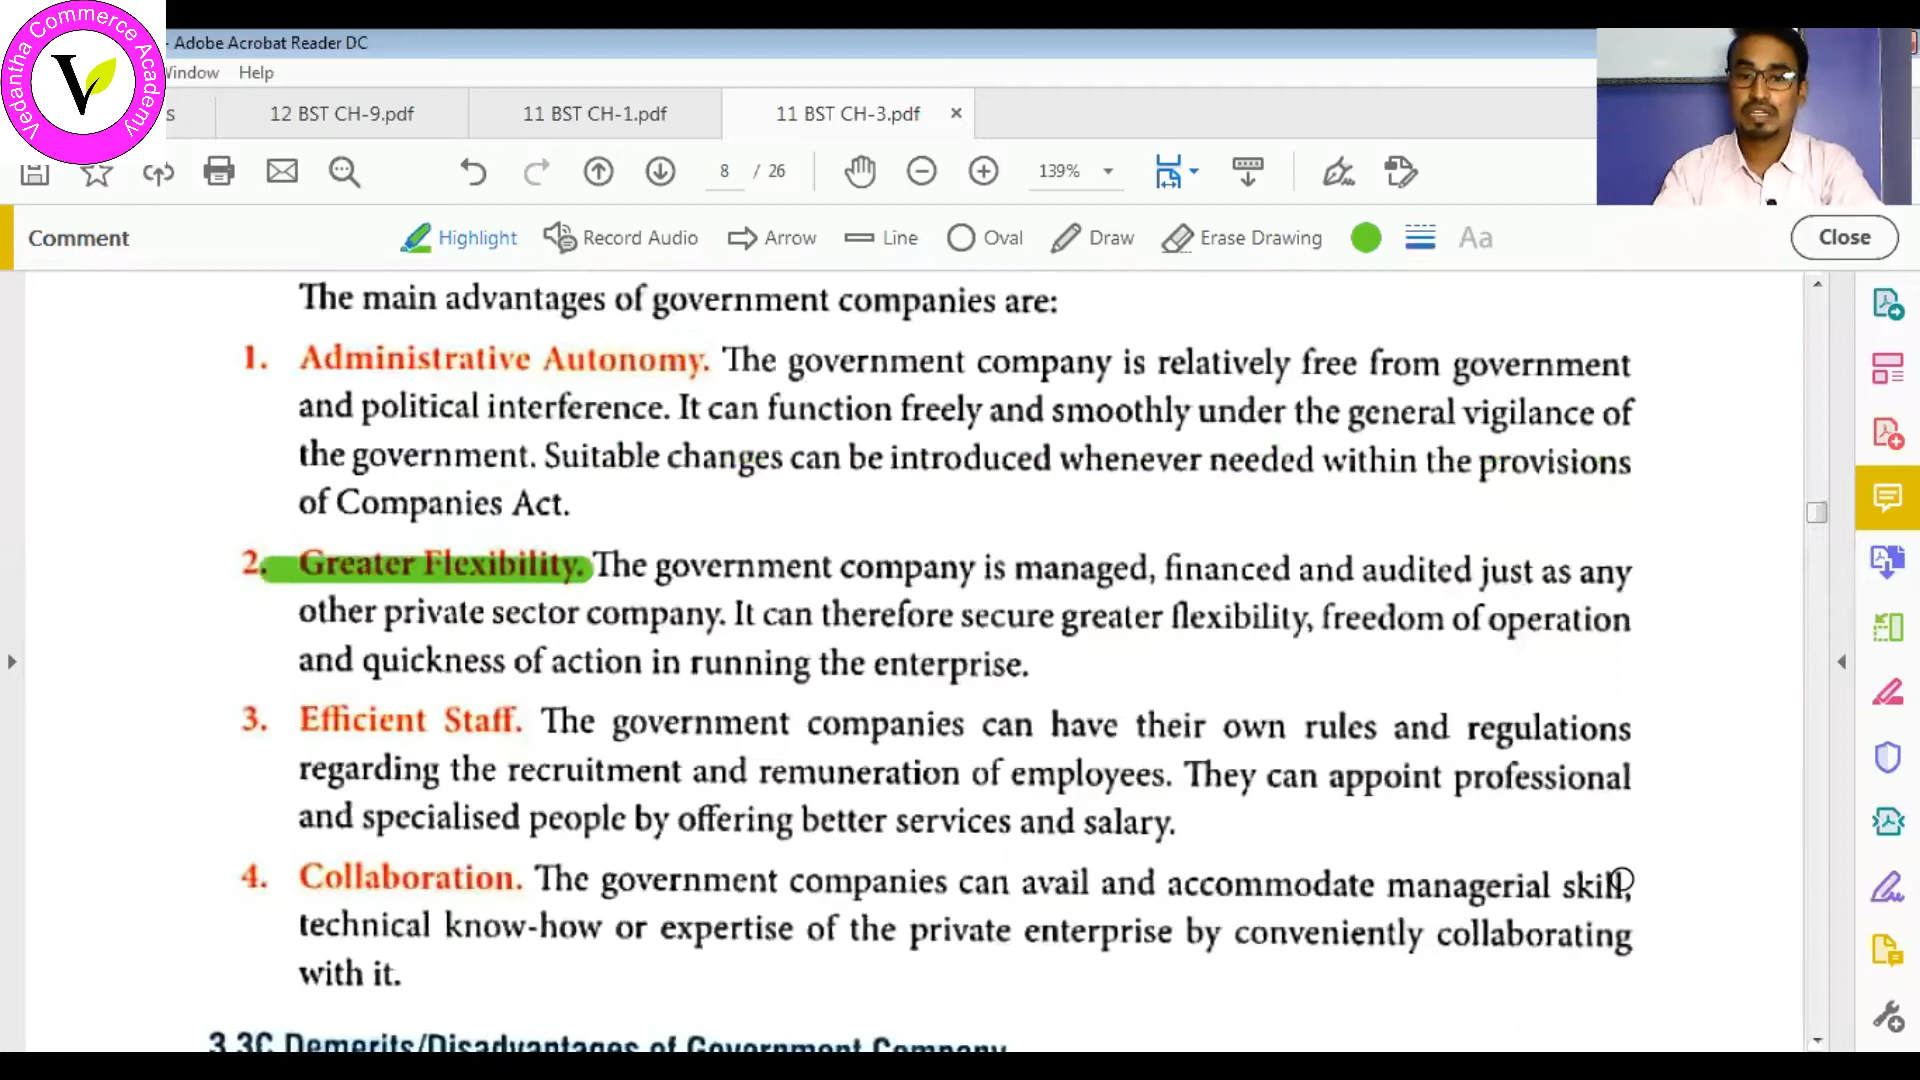 Vedantha Commerce Academy
V
- Adobe Acrobat Reader DC
Window Help
s 12 BST CH-9.pdf 11 BST CH-1.pdf 11 BST CH-3.pdf ×
8 / 26 139%
Comment Highlight Record Audio Arrow Line Oval Draw Erase Drawing Aa Close
The main advantages of government companies are:
1. Administrative Autonomy. The government company is relatively free from government
and political interference. It can function freely and smoothly under the general vigilance of
the government. Suitable changes can be introduced whenever needed within the provisions
of Companies Act.
2. Greater Flexibility. The government company is managed, financed and audited just as any
other private sector company. It can therefore secure greater flexibility, freedom of operation
and quickness of action in running the enterprise.
3. Efficient Staff. The government companies can have their own rules and regulations
regarding the recruitment and remuneration of employees. They can appoint professional
and specialised people by offering better services and salary.
4. Collaboration. The government companies can avail and accommodate managerial skill,
technical know-how or expertise of the private enterprise by conveniently collaborating
with it.
3.3C Demerits/Disadvantages of Government Company